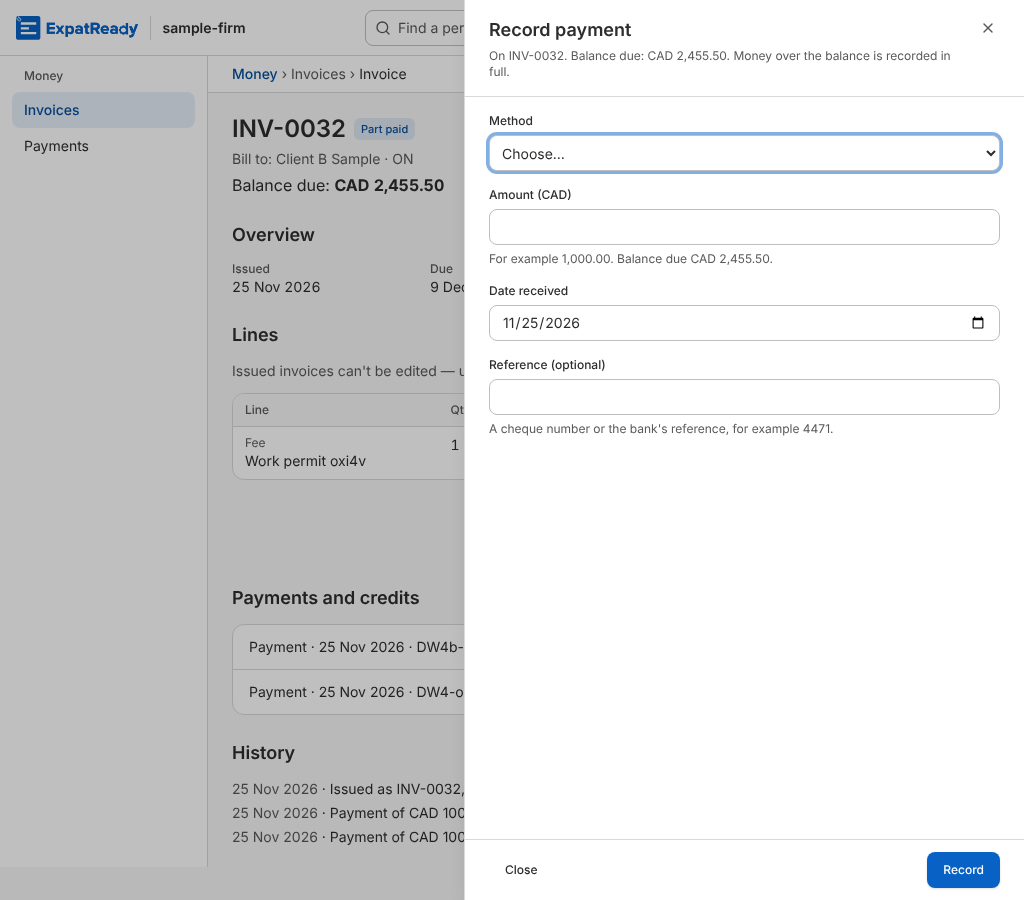 ExpatReady
sample-firm
Find a per
Money
Invoices
Payments
Money › Invoices › Invoice
INV-0032 Part paid
Bill to: Client B Sample · ON
Balance due: CAD 2,455.50
Overview
Issued
Due
25 Nov 2026
9 Dec
Lines
Issued invoices can't be edited — u
Line
Qt
Fee
Work permit oxi4v
1
Payments and credits
Payment · 25 Nov 2026 · DW4b-
Payment · 25 Nov 2026 · DW4-o
History
25 Nov 2026 · Issued as INV-0032,
25 Nov 2026 · Payment of CAD 100
25 Nov 2026 · Payment of CAD 100
Record payment
On INV-0032. Balance due: CAD 2,455.50. Money over the balance is recorded in
full.
Method
Choose...
Amount (CAD)
For example 1,000.00. Balance due CAD 2,455.50.
Date received
11/25/2026
Reference (optional)
A cheque number or the bank's reference, for example 4471.
Close
Record